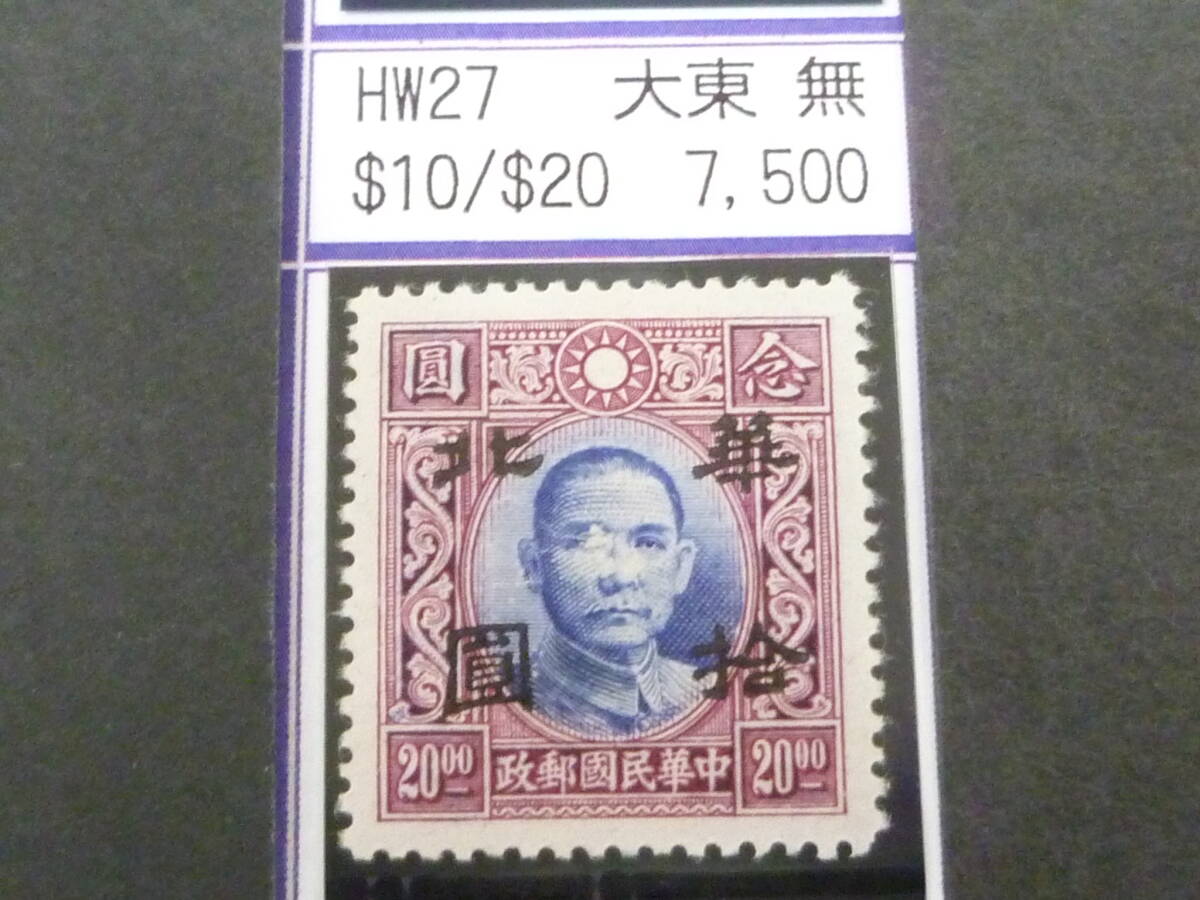 HW27 大東 無
$10/$20 7,500
念 圓
華 北
拾 圓
20.00 中華民國郵政 20.00